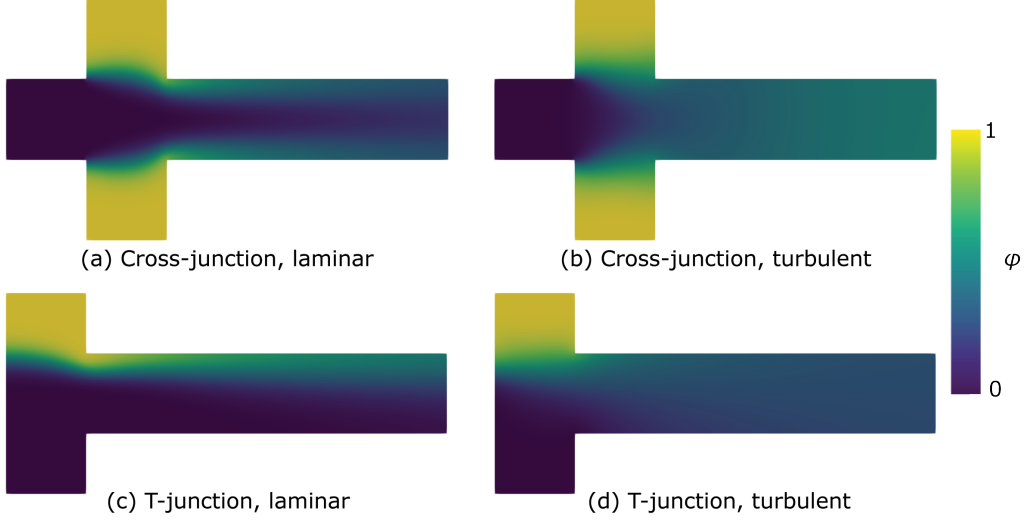 (a) Cross-junction, laminar
(b) Cross-junction, turbulent
1
φ
0
(c) T-junction, laminar
(d) T-junction, turbulent